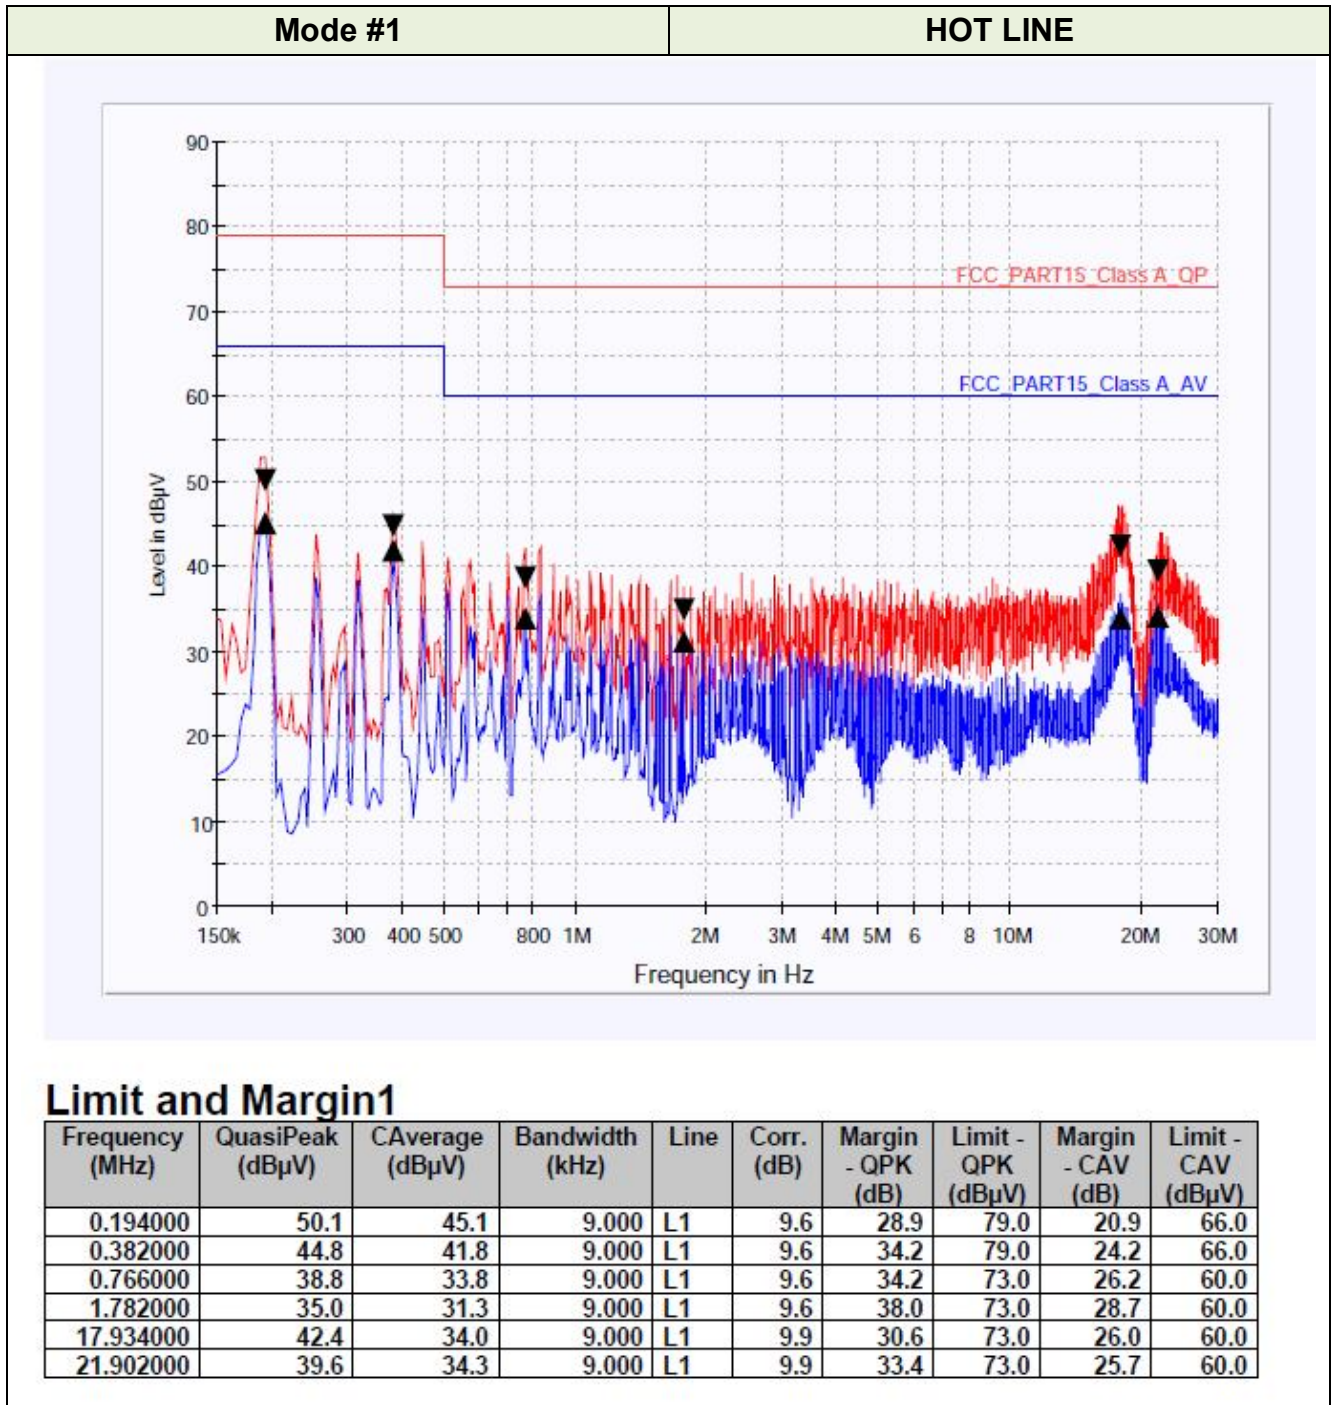 Mode #1 HOT LINE
90
80
FCC_PART15_Class A_QP
70
FCC_PART15_Class A_AV
60
50
Level in dBµV
40
30
20
10
0
150k 300 400 500 800 1M 2M 3M 4M 5M 6 8 10M 20M 30M
Frequency in Hz
Limit and Margin1
Frequency (MHz) QuasiPeak (dBµV) CAverage (dBµV) Bandwidth (kHz) Line Corr. (dB) Margin - QPK (dB) Limit - QPK (dBµV) Margin - CAV (dB) Limit - CAV (dBµV)
0.194000 50.1 45.1 9.000 L1 9.6 28.9 79.0 20.9 66.0
0.382000 44.8 41.8 9.000 L1 9.6 34.2 79.0 24.2 66.0
0.766000 38.8 33.8 9.000 L1 9.6 34.2 73.0 26.2 60.0
1.782000 35.0 31.3 9.000 L1 9.6 38.0 73.0 28.7 60.0
17.934000 42.4 34.0 9.000 L1 9.9 30.6 73.0 26.0 60.0
21.902000 39.6 34.3 9.000 L1 9.9 33.4 73.0 25.7 60.0